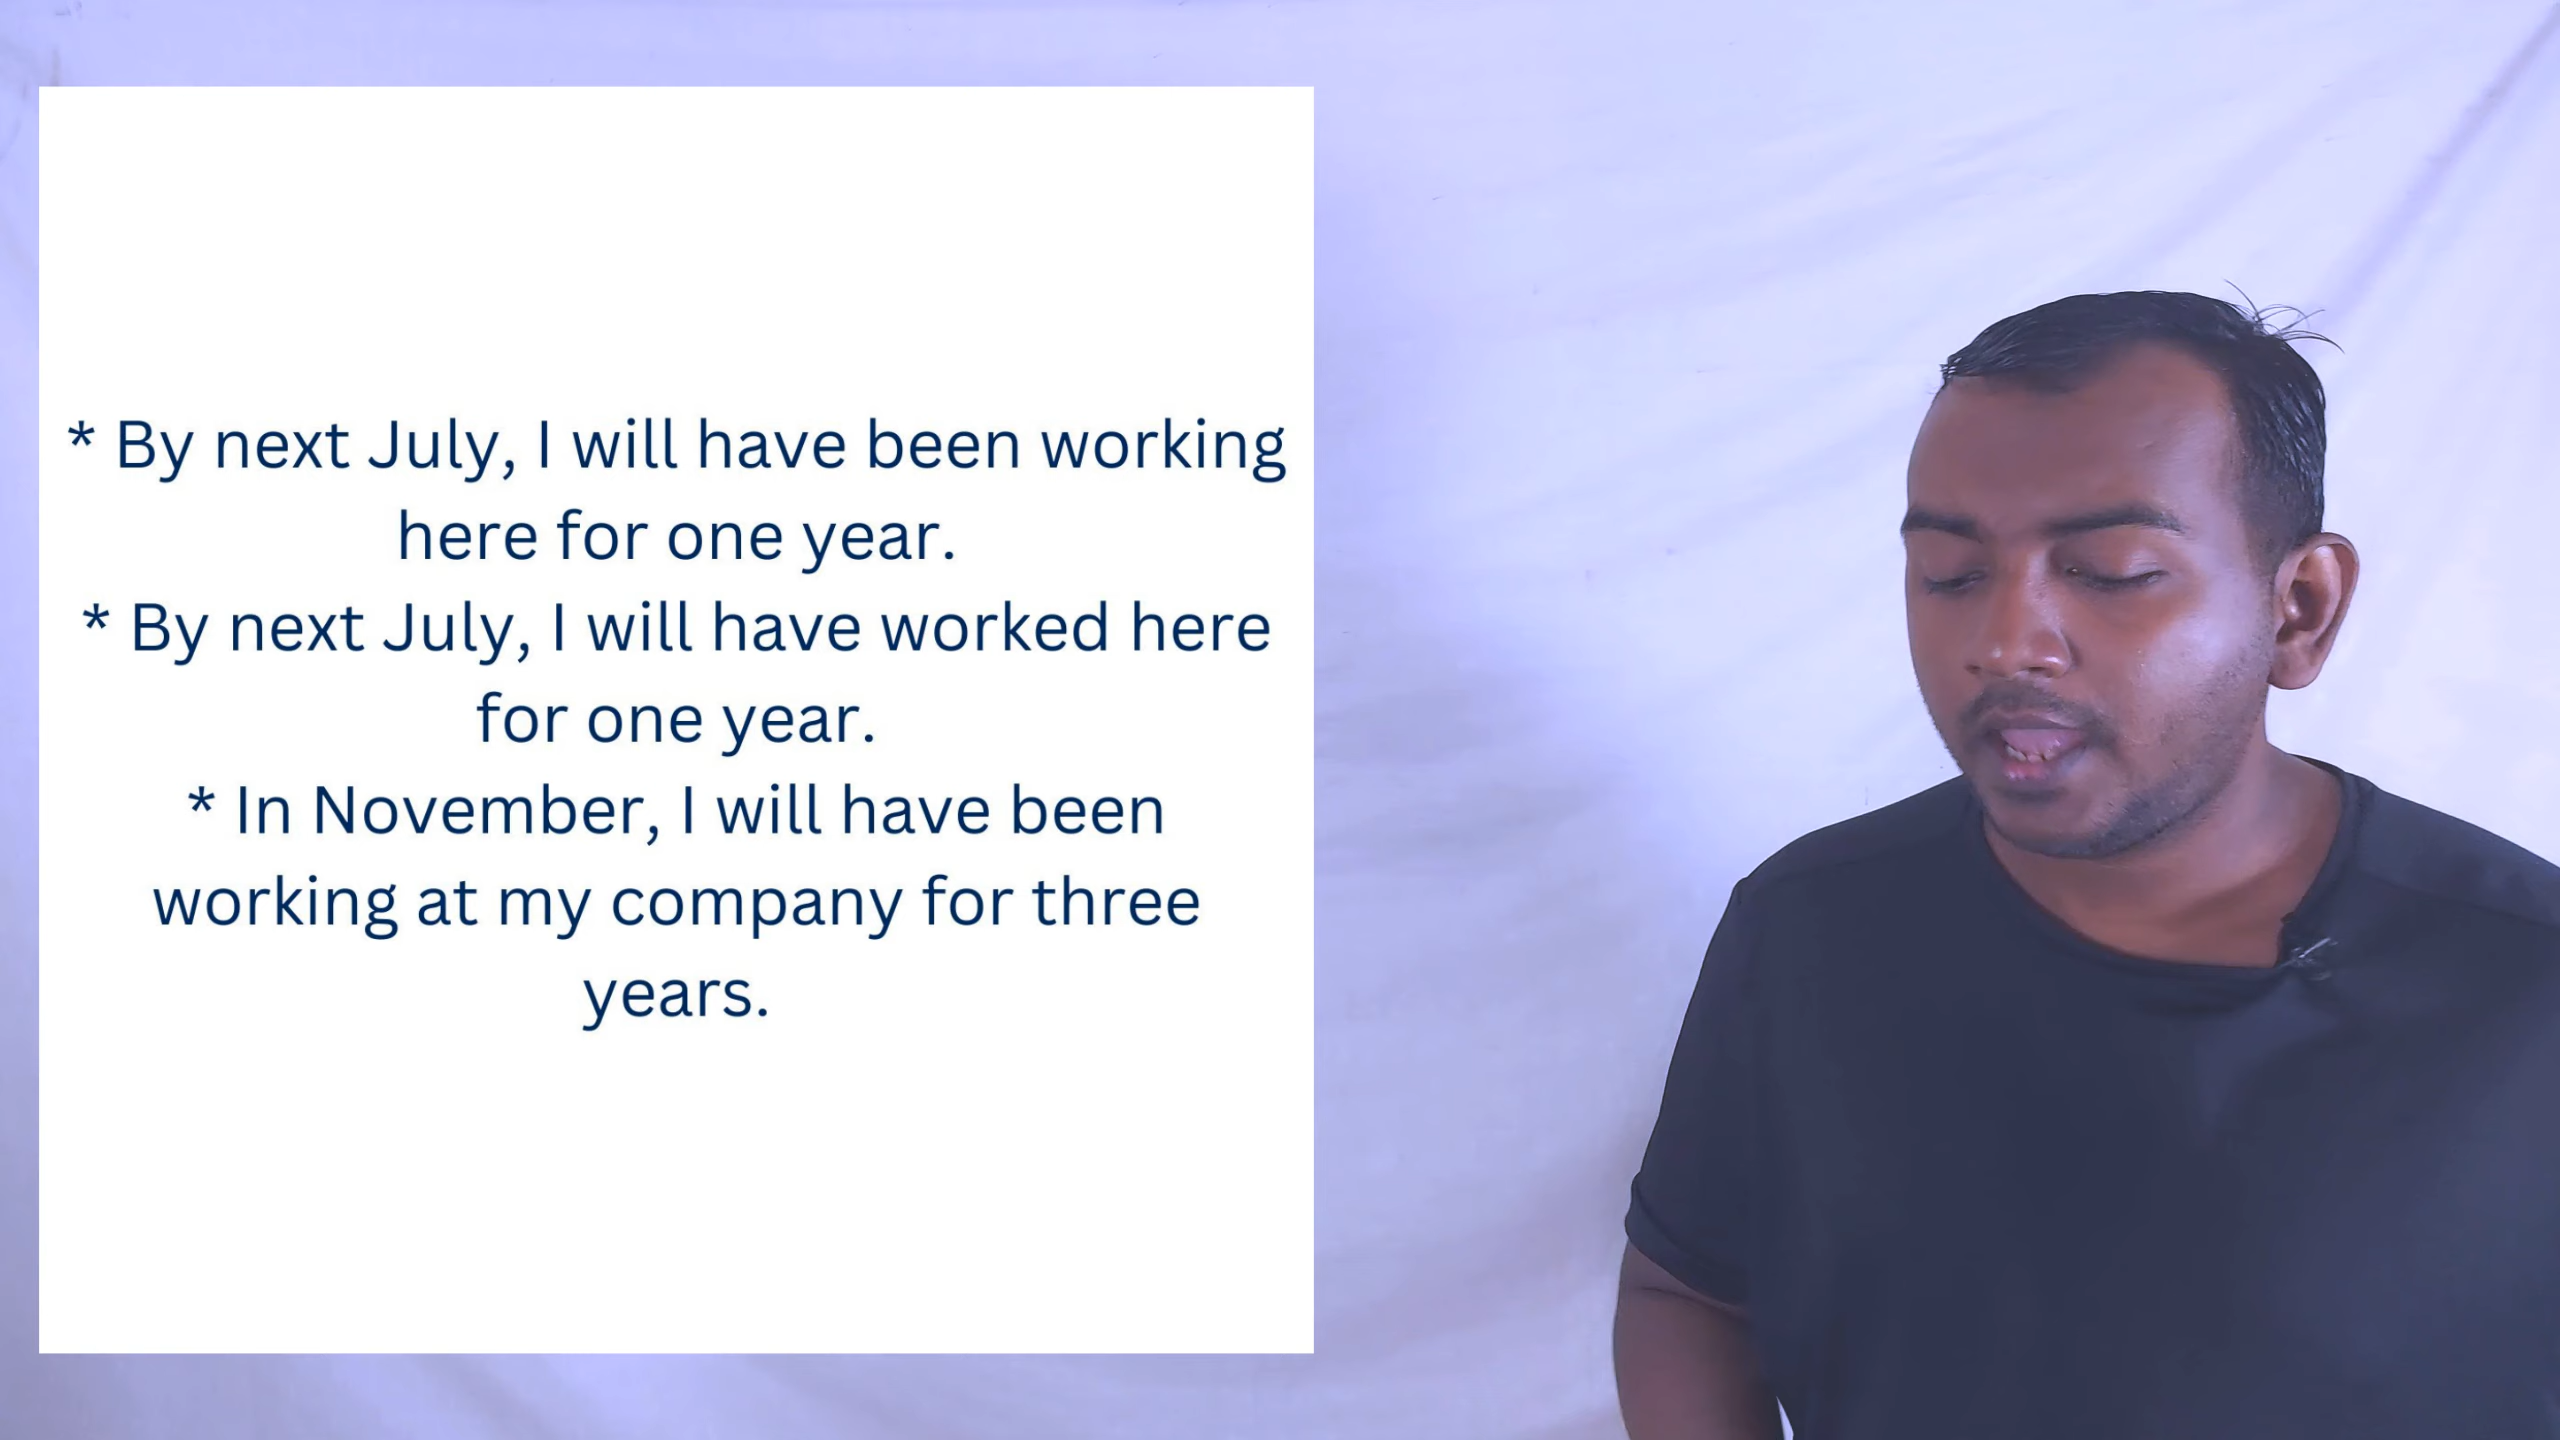 * By next July, I will have been working
here for one year.
* By next July, I will have worked here
for one year.
* In November, I will have been
working at my company for three
years.